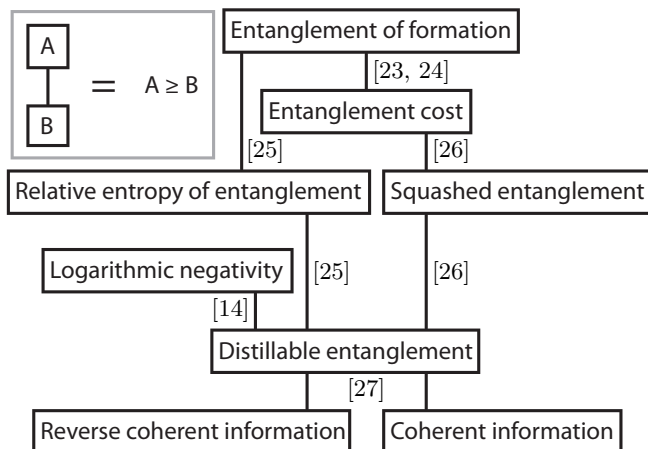 Entanglement of formation
A
= A ≥ B
B
[23, 24]
Entanglement cost
[25] [26]
Relative entropy of entanglement Squashed entanglement
Logarithmic negativity [25] [26]
[14]
Distillable entanglement
[27]
Reverse coherent information Coherent information